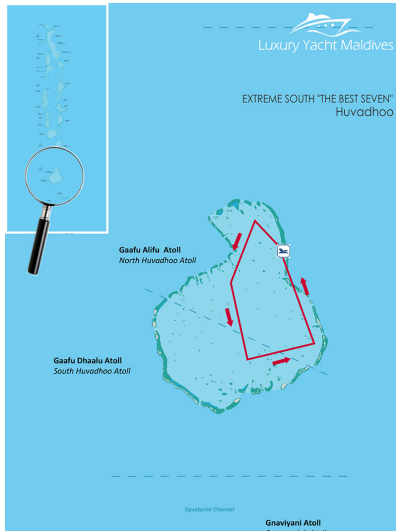 Luxury Yacht Maldives
EXTREME SOUTH "THE BEST SEVEN"
Huvadhoo
Gaafu Alifu Atoll
North Huvadhoo Atoll
Gaafu Dhaalu Atoll
South Huvadhoo Atoll
Equatorial Channel
Gnaviyani Atoll